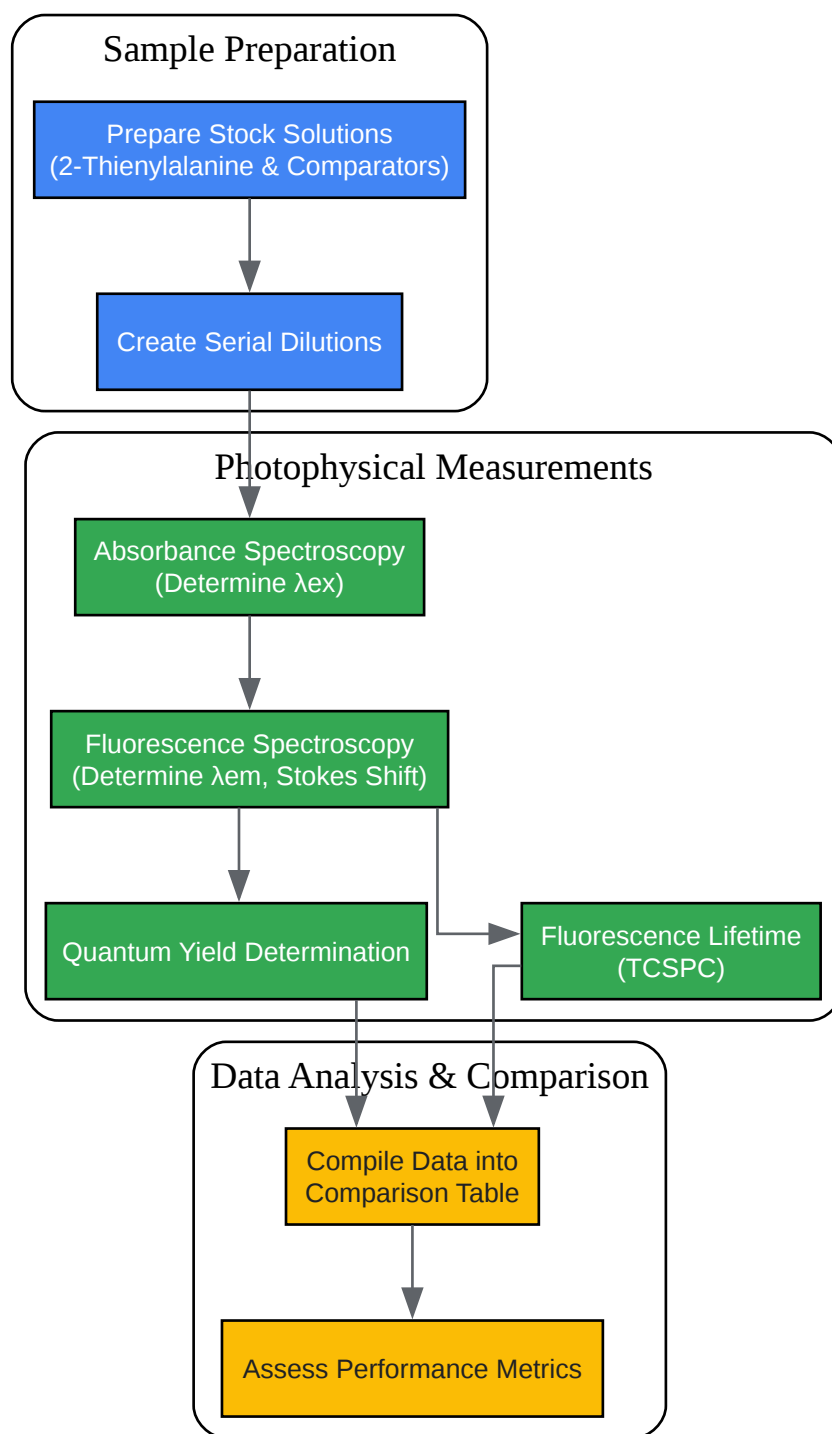 Sample Preparation
Prepare Stock Solutions
(2-Thienylalanine & Comparators)
Create Serial Dilutions
Photophysical Measurements
Absorbance Spectroscopy
(Determine λex)
Fluorescence Spectroscopy
(Determine λem, Stokes Shift)
Quantum Yield Determination
Fluorescence Lifetime
(TCSPC)
Data Analysis & Comparison
Compile Data into
Comparison Table
Assess Performance Metrics